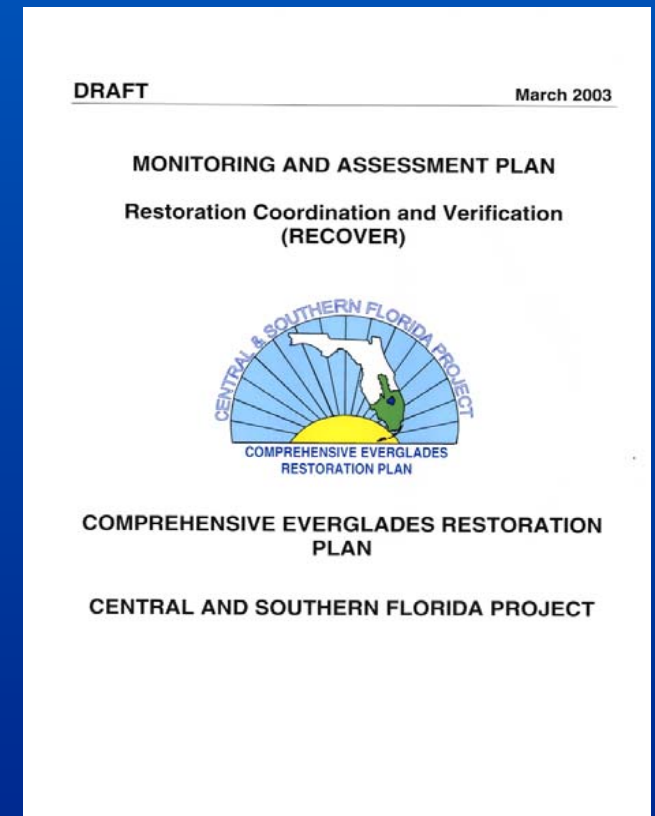 DRAFT March 2003
MONITORING AND ASSESSMENT PLAN
Restoration Coordination and Verification
(RECOVER)
CENTRAL & SOUTHERN FLORIDA PROJECT
COMPREHENSIVE EVERGLADES
RESTORATION PLAN
COMPREHENSIVE EVERGLADES RESTORATION
PLAN
CENTRAL AND SOUTHERN FLORIDA PROJECT